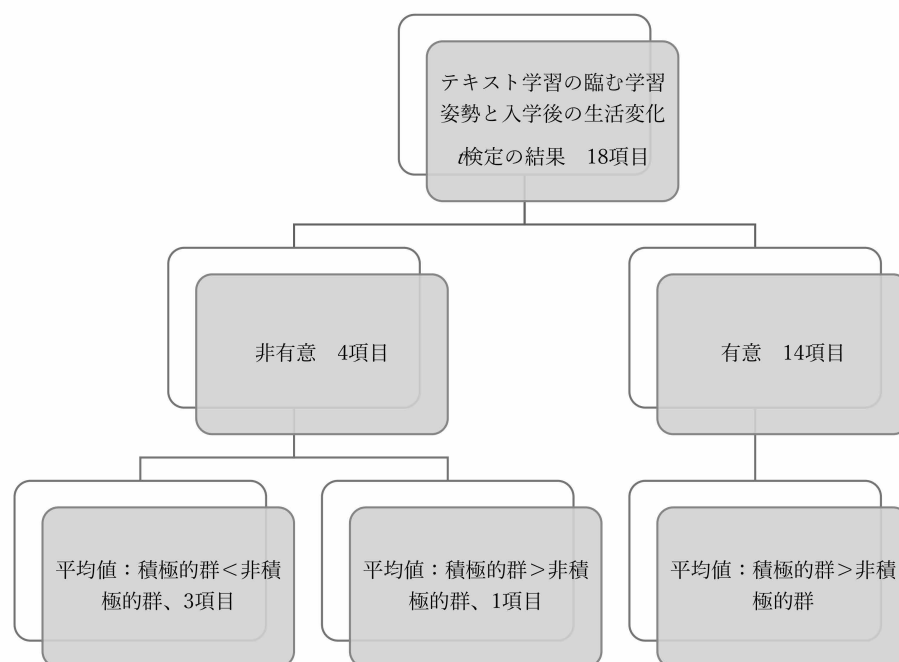 テキスト学習の臨む学習
姿勢と入学後の生活変化
t検定の結果　18項目
非有意　4項目
有意　14項目
平均値：積極的群＜非積
極的群、3項目
平均値：積極的群＞非積
極的群、1項目
平均値：積極的群＞非積
極的群